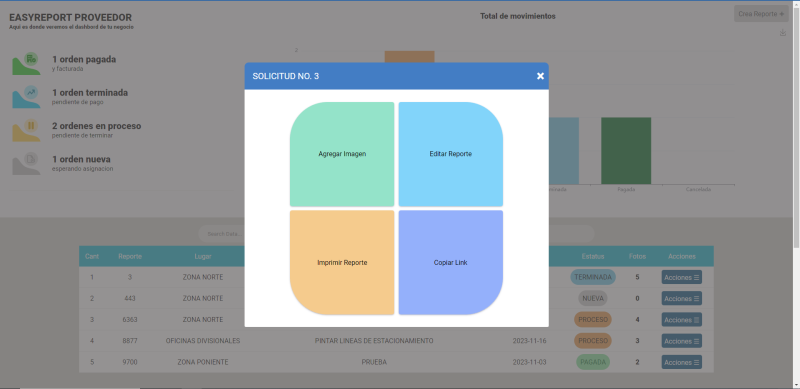 EASYREPORT PROVEEDOR
Aquí es donde veremos el dashbord de tu negocio
Total de movimientos
Crea Reporte
1 orden pagada
y facturada
1 orden terminada
pendiente de pago
2 ordenes en proceso
pendiente de terminar
1 orden nueva
esperando asignacion
SOLICITUD NO. 3
Agregar Imagen
Editar Reporte
Imprimir Reporte
Copiar Link
Pagada
Cancelada
Cant. Reporte Lugar Estatus Fotos Acciones
1 3 ZONA NORTE TERMINADA 5 Acciones
2 443 ZONA NORTE NUEVA 0 Acciones
3 6363 ZONA NORTE PROCESO 4 Acciones
4 8877 OFICINAS DIVISIONALES PINTAR LINEAS DE ESTACIONAMIENTO 2023-11-16 PROCESO 3 Acciones
5 9700 ZONA PONIENTE PRUEBA 2023-11-03 PAGADA 2 Acciones